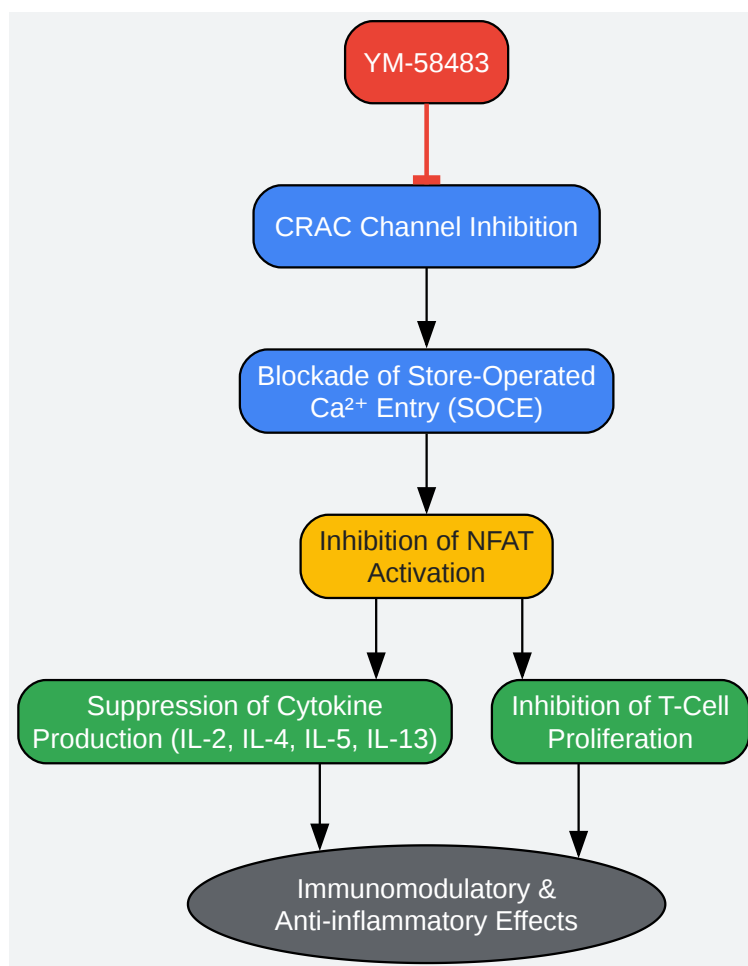 YM-58483
CRAC Channel Inhibition
Blockade of Store-Operated
Ca²⁺ Entry (SOCE)
Inhibition of NFAT
Activation
Suppression of Cytokine
Production (IL-2, IL-4, IL-5, IL-13)
Inhibition of T-Cell
Proliferation
Immunomodulatory &
Anti-inflammatory Effects